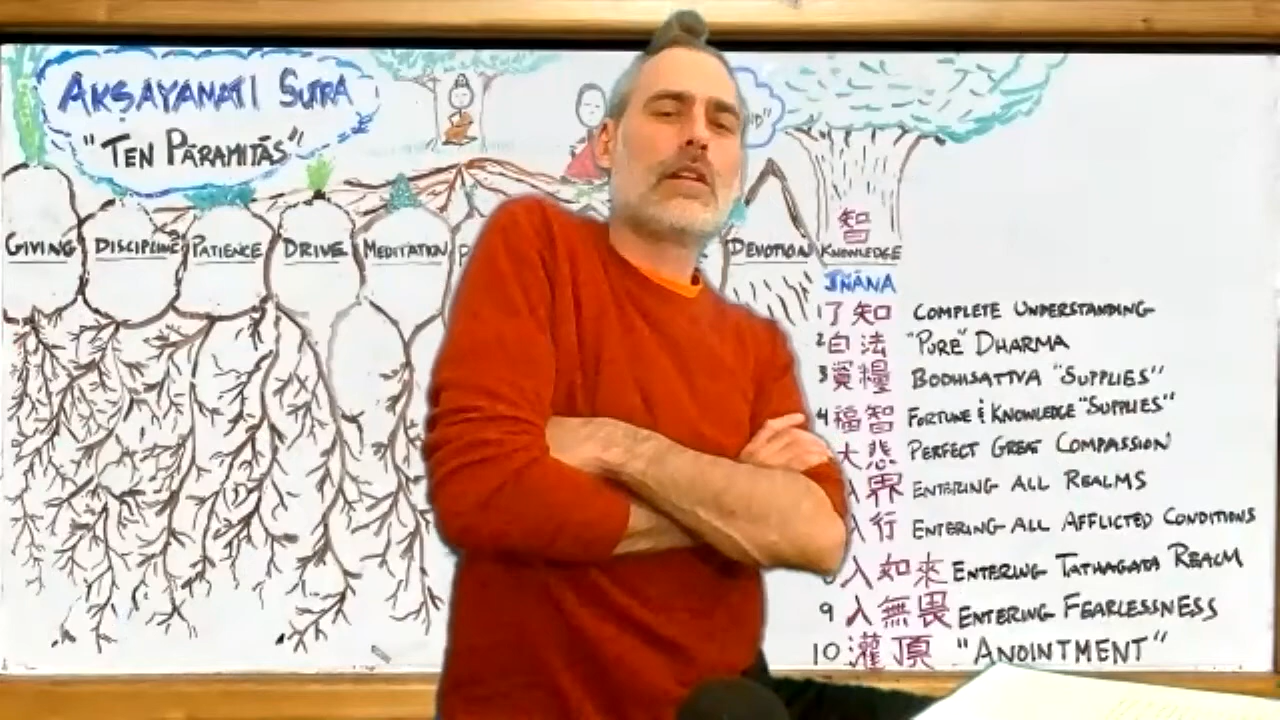 AKṢAYAMATI SUTRA
"TEN PĀRAMITĀS"
GIVING DISCIPLINE PATIENCE DRIVE MEDITATION P DEVOTION KNOWLEDGE
智
JÑĀNA
1 了知 COMPLETE UNDERSTANDING
2 白法 "PURE" DHARMA
3 資糧 BODHISATTVA "SUPPLIES"
4 福智 FORTUNE & KNOWLEDGE "SUPPLIES"
大悲 PERFECT GREAT COMPASSION
界 ENTERING ALL REALMS
入行 ENTERING ALL AFFLICTED CONDITIONS
入如來 ENTERING TATHAGATA REALM
9 入無畏 ENTERING FEARLESSNESS
10 灌頂 "ANOINTMENT"